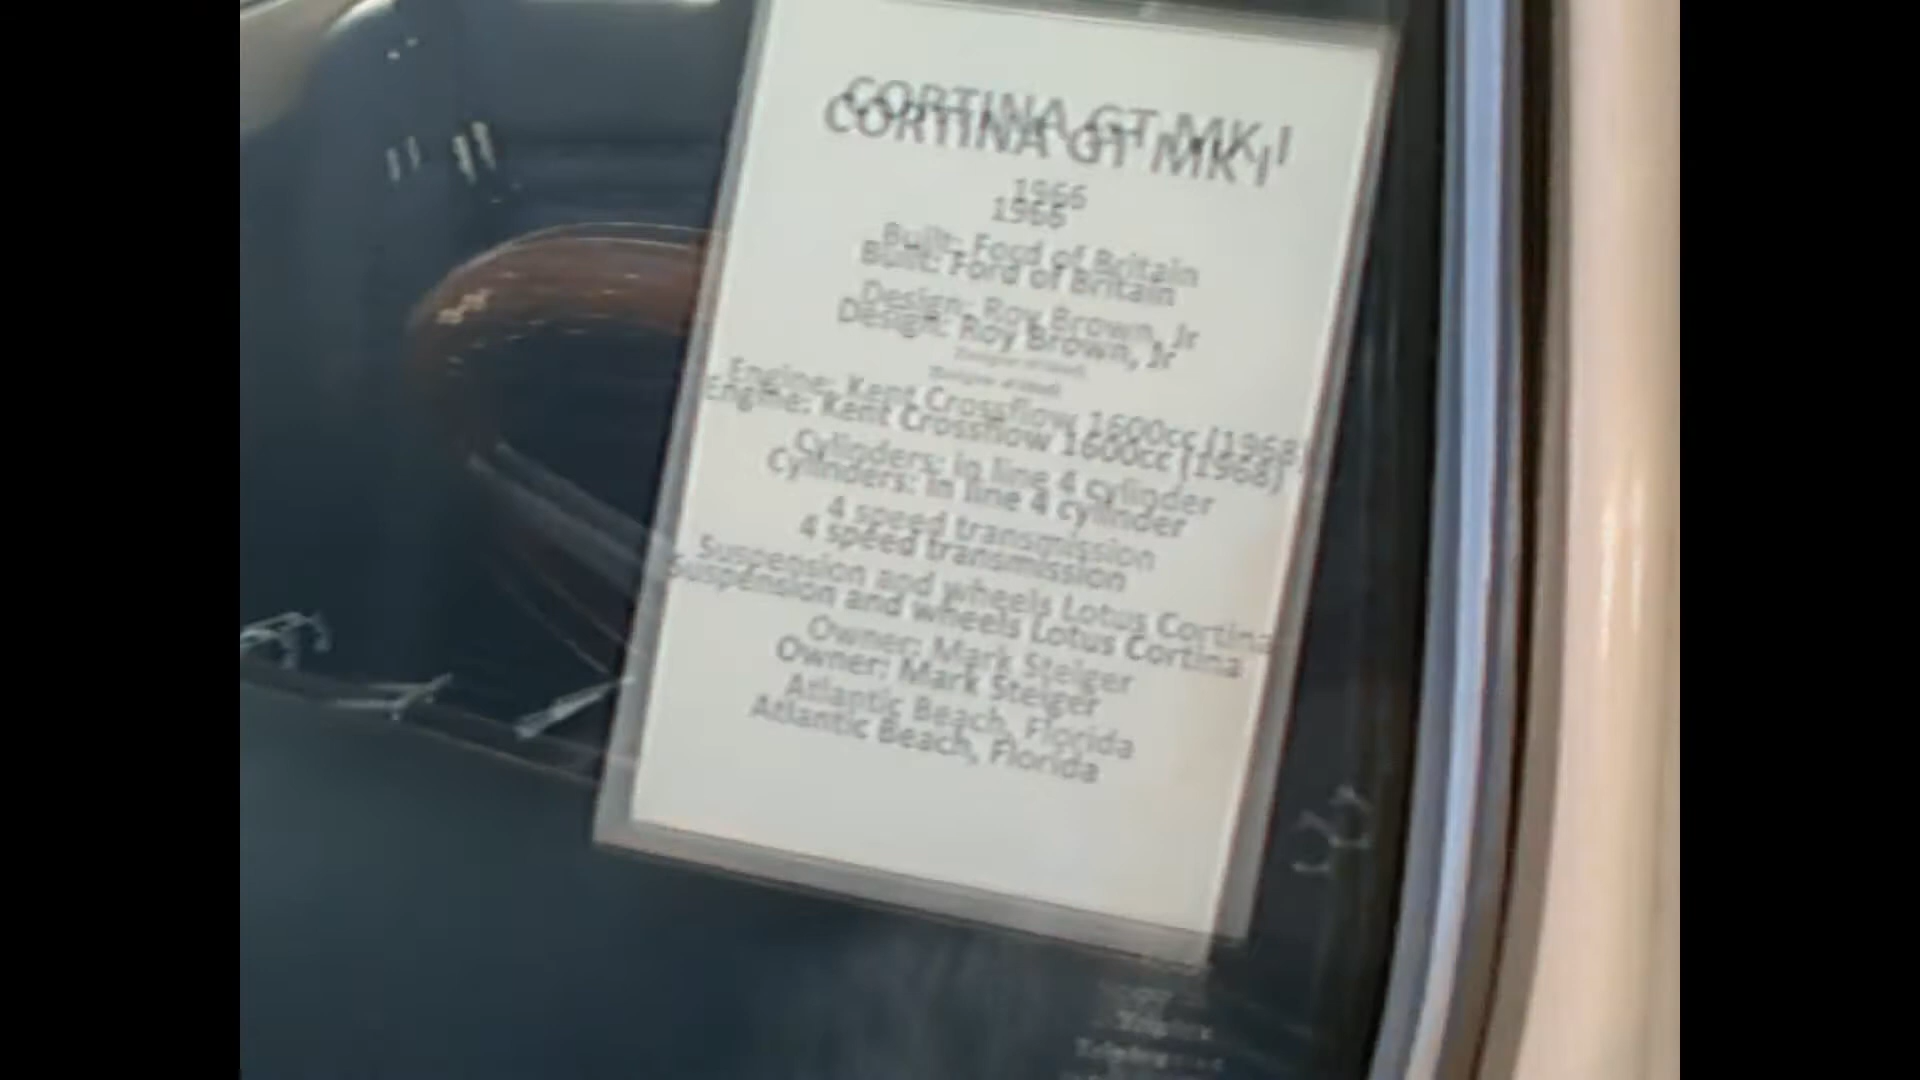 CORTINA GT MK I
1966
Built: Ford of Britain
Design: Roy Brown, Jr
Engine: Kent Crossflow 1600cc (1968)
Cylinders: in line 4 cylinder
4 speed transmission
Suspension and wheels Lotus Cortina
Owner: Mark Steiger
Atlantic Beach, Florida